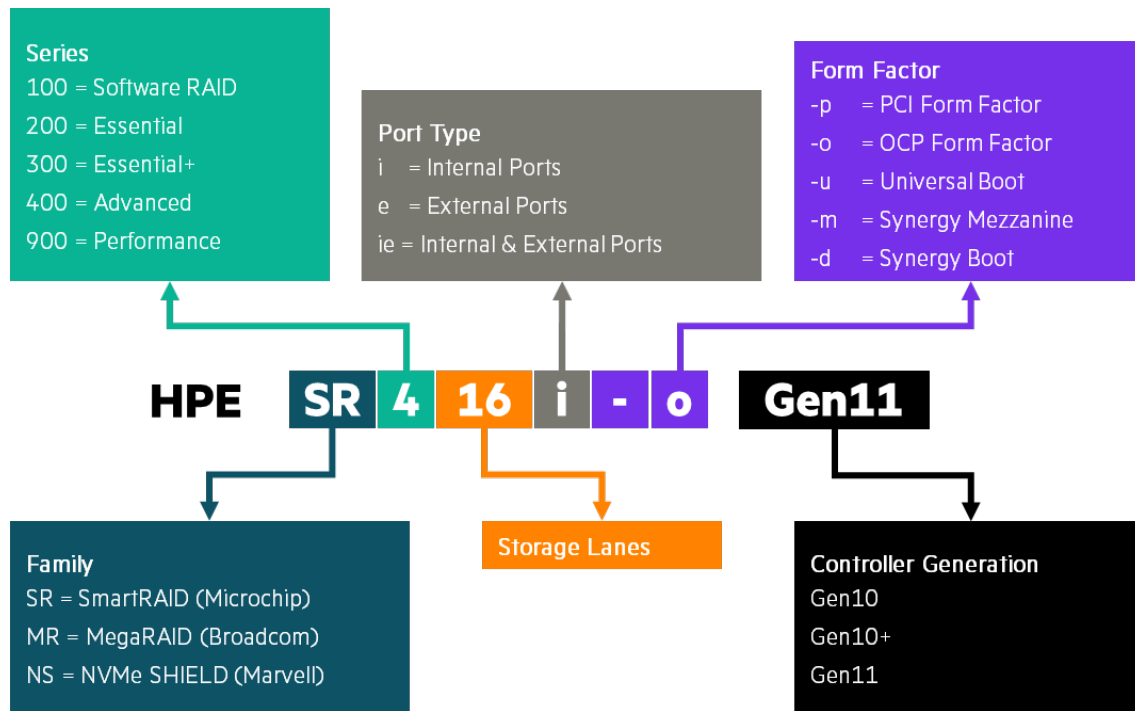 Series
100 = Software RAID
200 = Essential
300 = Essential+
400 = Advanced
900 = Performance
Port Type
i = Internal Ports
e = External Ports
ie = Internal & External Ports
Form Factor
-p = PCI Form Factor
-o = OCP Form Factor
-u = Universal Boot
-m = Synergy Mezzanine
-d = Synergy Boot
HPE SR 4 16 i - o Gen11
Family
SR = SmartRAID (Microchip)
MR = MegaRAID (Broadcom)
NS = NVMe SHIELD (Marvell)
Storage Lanes
Controller Generation
Gen10
Gen10+
Gen11